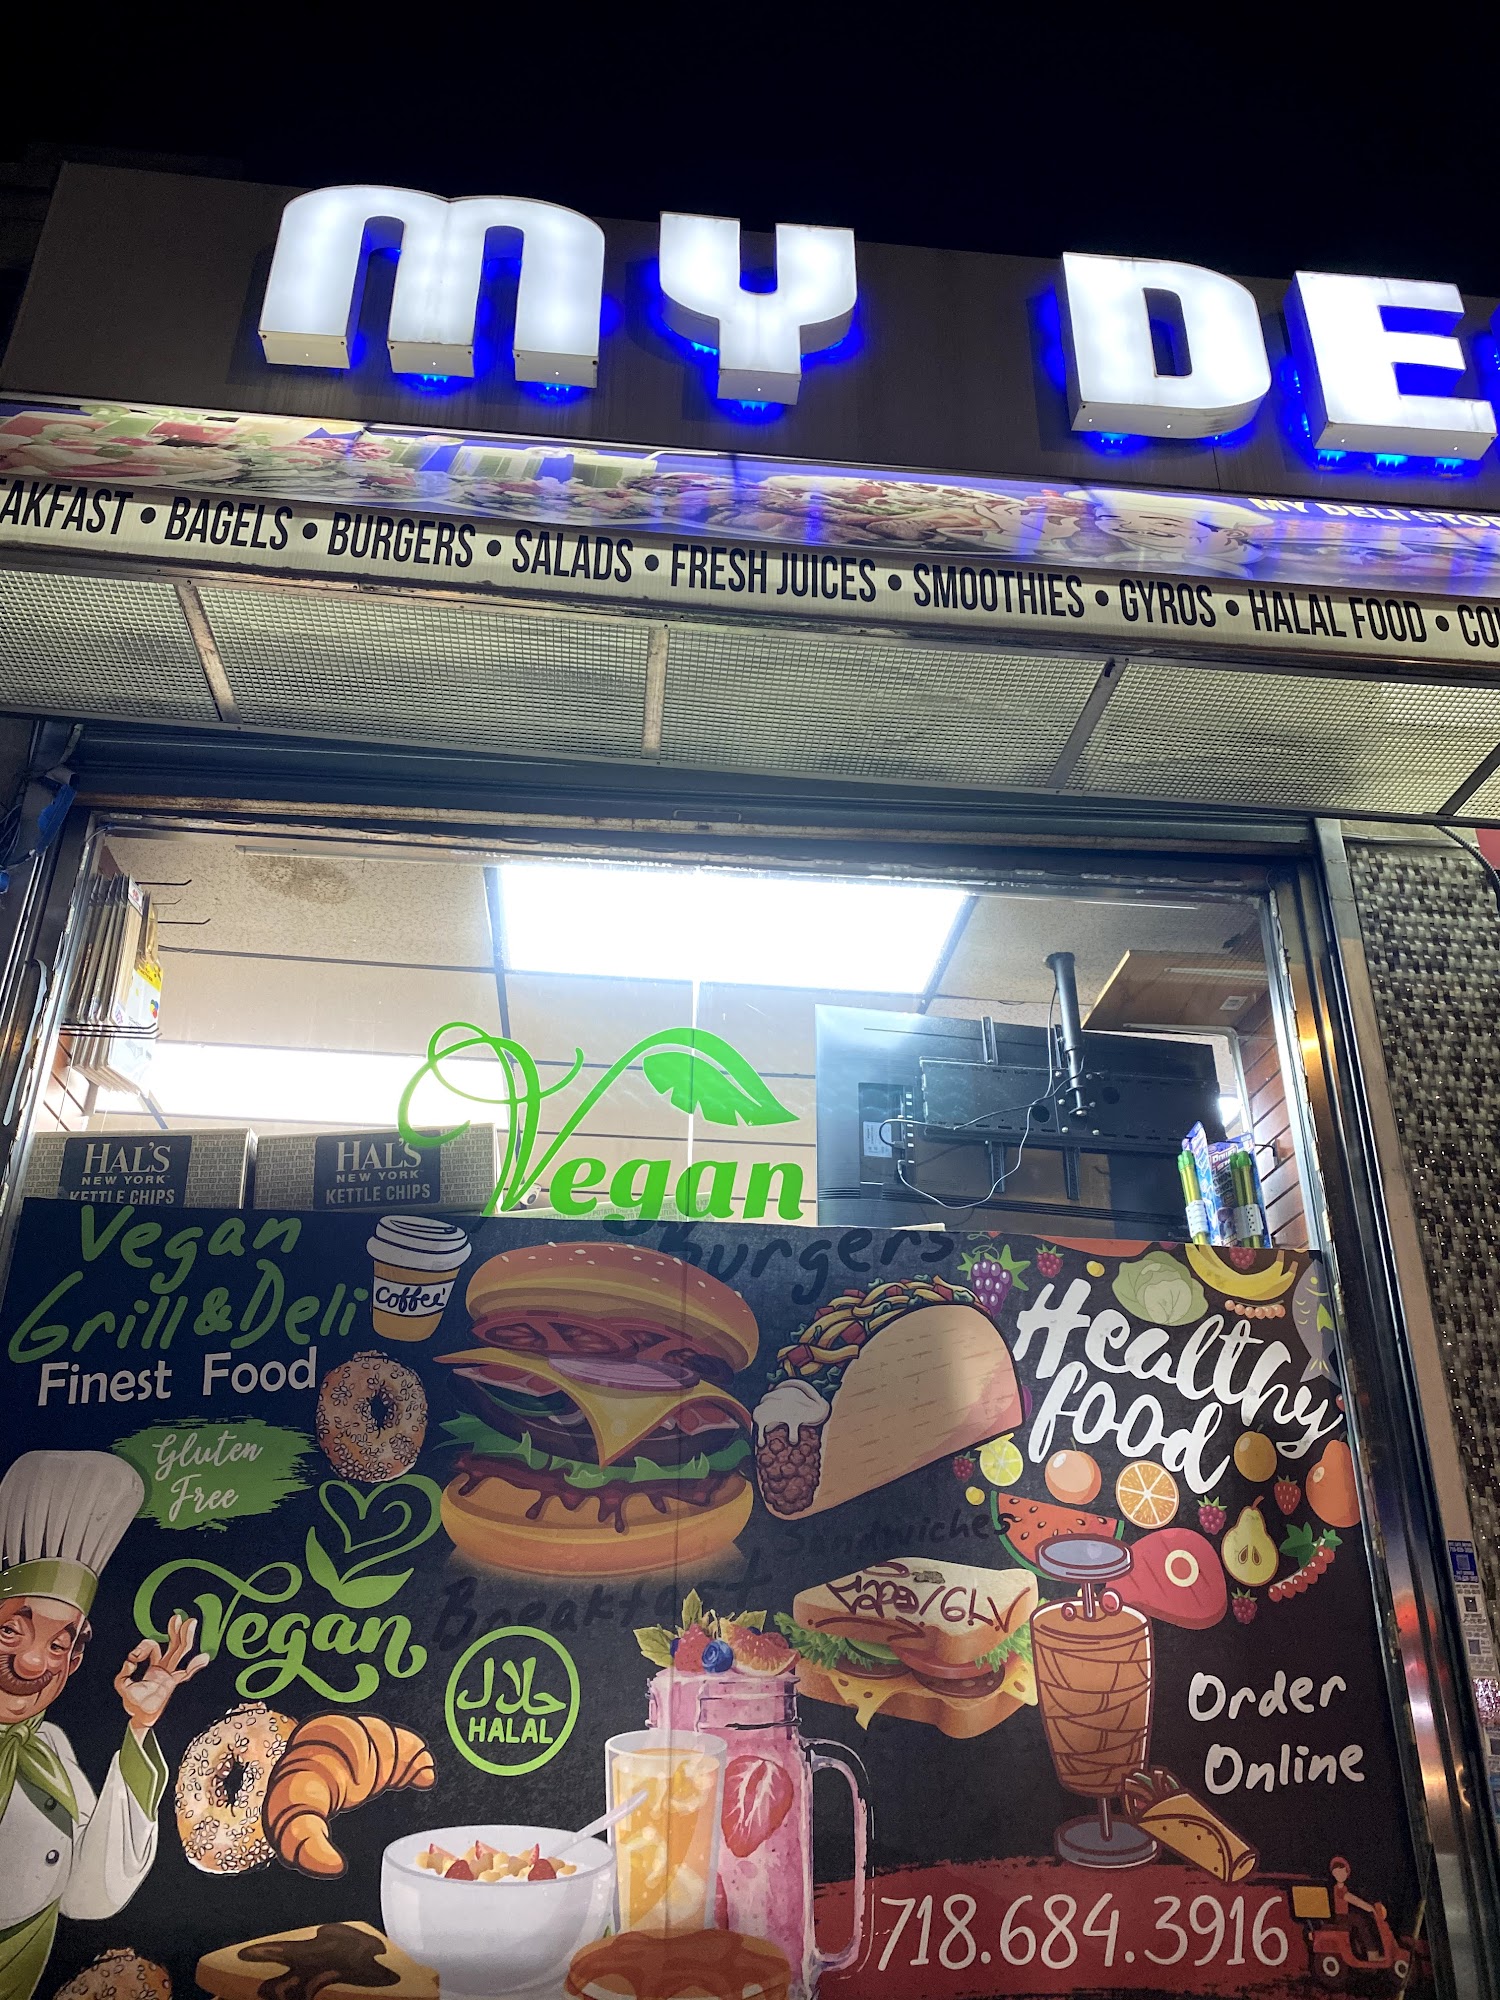 MY DE
MY DELI STO
EAKFAST • BAGELS • BURGERS • SALADS • FRESH JUICES • SMOOTHIES • GYROS • HALAL FOOD • CO
HAL'S
NEW YORK
KETTLE CHIPS
HAL'S
NEW YORK
KETTLE CHIPS
Vegan
Vegan
Grill & Deli
Finest Food
Coffee
Burgers
Healthy
food
Gluten
Free
Sandwiches
Vegan
Breakfast
حلال
HALAL
Order
Online
718.684.3916